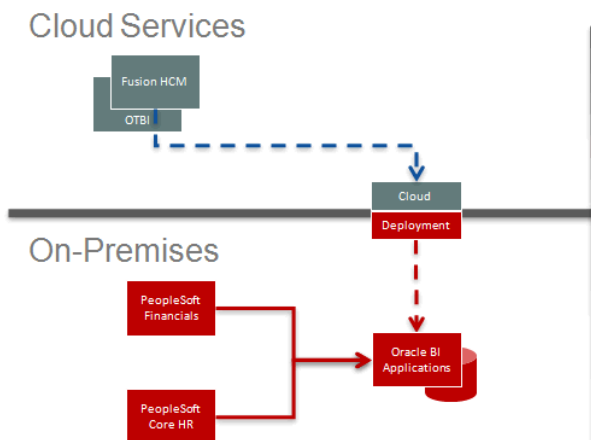 Cloud Services
Fusion HCM
OTBI
Cloud
Deployment
On-Premises
PeopleSoft
Financials
Oracle BI
Applications
PeopleSoft
Core HR